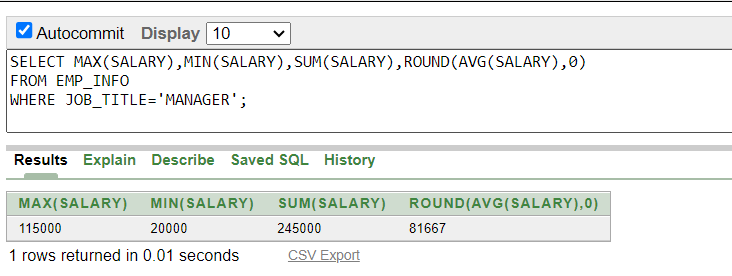 Autocommit Display 10
SELECT MAX(SALARY),MIN(SALARY),SUM(SALARY),ROUND(AVG(SALARY),0)
FROM EMP_INFO
WHERE JOB_TITLE='MANAGER';
Results Explain Describe Saved SQL History
MAX(SALARY) MIN(SALARY) SUM(SALARY) ROUND(AVG(SALARY),0)
115000 20000 245000 81667
1 rows returned in 0.01 seconds CSV Export